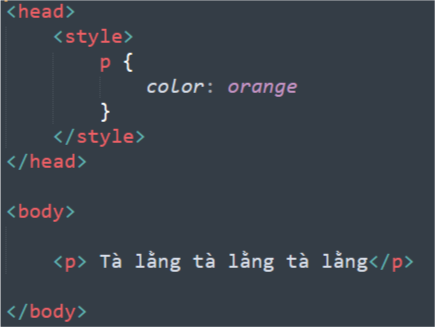 <head>
<style>
p {
color: orange
}
</style>
</head>
<body>
<p> Tà lằng tà lằng tà lằng</p>
</body>